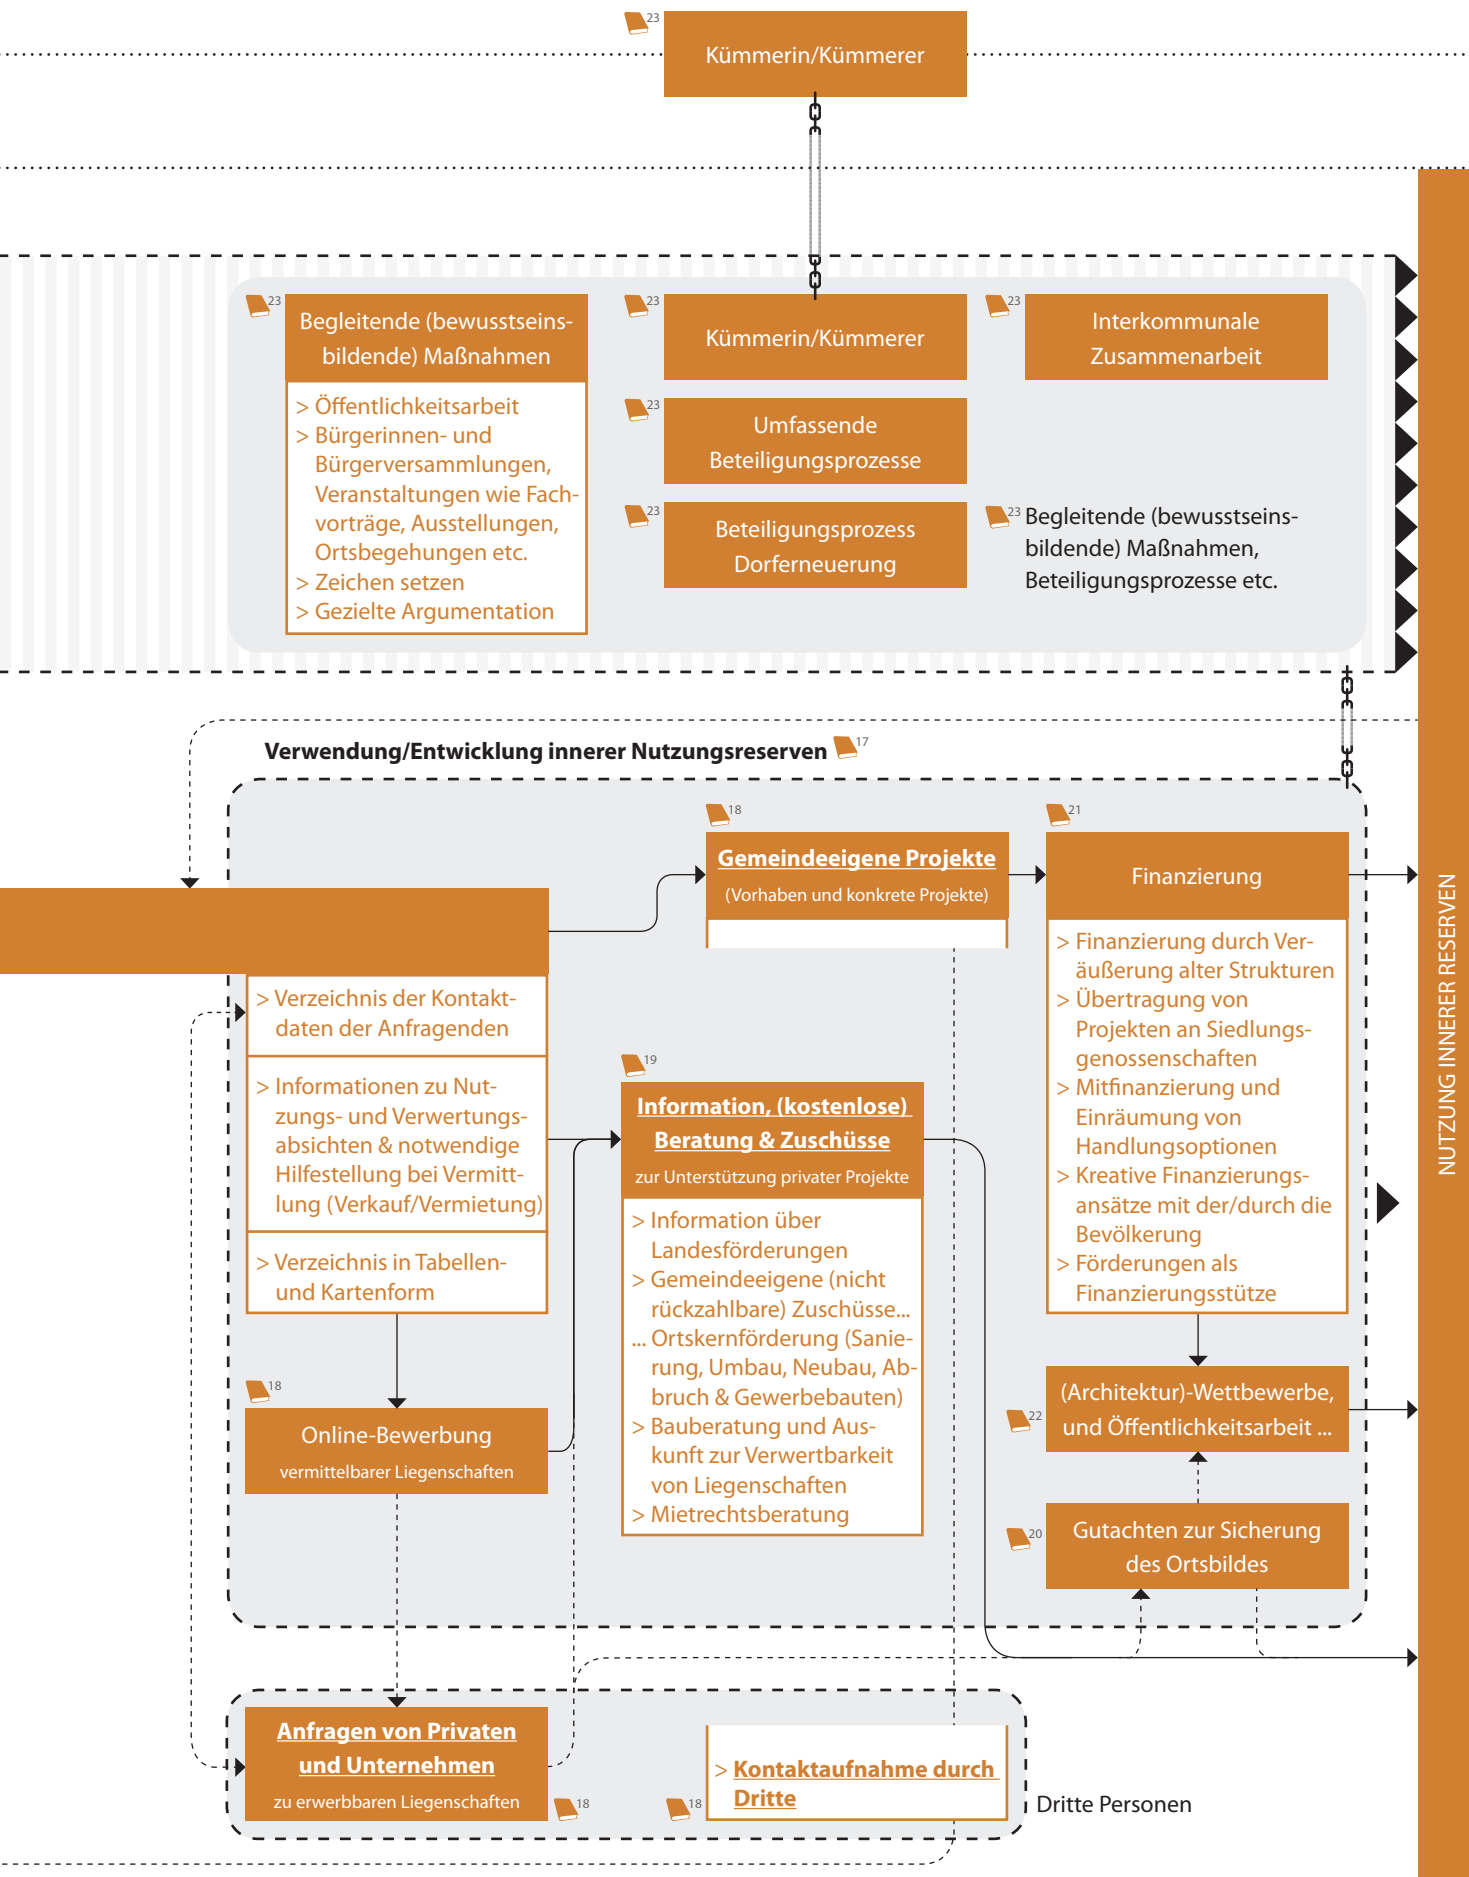 23
Kümmerin/Kümmerer
23
Begleitende (bewusstseins-
bildende) Maßnahmen
> Öffentlichkeitsarbeit
> Bürgerinnen- und
Bürgerversammlungen,
Veranstaltungen wie Fach-
vorträge, Ausstellungen,
Ortsbegehungen etc.
> Zeichen setzen
> Gezielte Argumentation
23
Kümmerin/Kümmerer
23
Umfassende
Beteiligungsprozesse
23
Beteiligungsprozess
Dorferneuerung
23
Interkommunale
Zusammenarbeit
23
Begleitende (bewusstseins-
bildende) Maßnahmen,
Beteiligungsprozesse etc.
Verwendung/Entwicklung innerer Nutzungsreserven 17
> Verzeichnis der Kontakt-
daten der Anfragenden
> Informationen zu Nut-
zungs- und Verwertungs-
absichten & notwendige
Hilfestellung bei Vermitt-
lung (Verkauf/Vermietung)
> Verzeichnis in Tabellen-
und Kartenform
18
Online-Bewerbung
vermittelbarer Liegenschaften
18
Gemeindeeigene Projekte
(Vorhaben und konkrete Projekte)
19
Information, (kostenlose)
Beratung & Zuschüsse
zur Unterstützung privater Projekte
> Information über
Landesförderungen
> Gemeindeeigene (nicht
rückzahlbare) Zuschüsse...
... Ortskernförderung (Sanie-
rung, Umbau, Neubau, Ab-
bruch & Gewerbebauten)
> Bauberatung und Aus-
kunft zur Verwertbarkeit
von Liegenschaften
> Mietrechtsberatung
21
Finanzierung
> Finanzierung durch Ver-
äußerung alter Strukturen
> Übertragung von
Projekten an Siedlungs-
genossenschaften
> Mitfinanzierung und
Einräumung von
Handlungsoptionen
> Kreative Finanzierungs-
ansätze mit der/durch die
Bevölkerung
> Förderungen als
Finanzierungsstütze
22
(Architektur)-Wettbewerbe,
und Öffentlichkeitsarbeit ...
20
Gutachten zur Sicherung
des Ortsbildes
Anfragen von Privaten
und Unternehmen
zu erwerbbaren Liegenschaften
18
18
> Kontaktaufnahme durch
Dritte
Dritte Personen
NUTZUNG INNERER RESERVEN